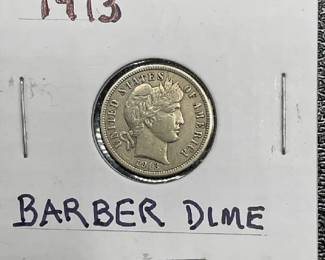 1913
UNITED STATES OF AMERICA
1913
BARBER DIME